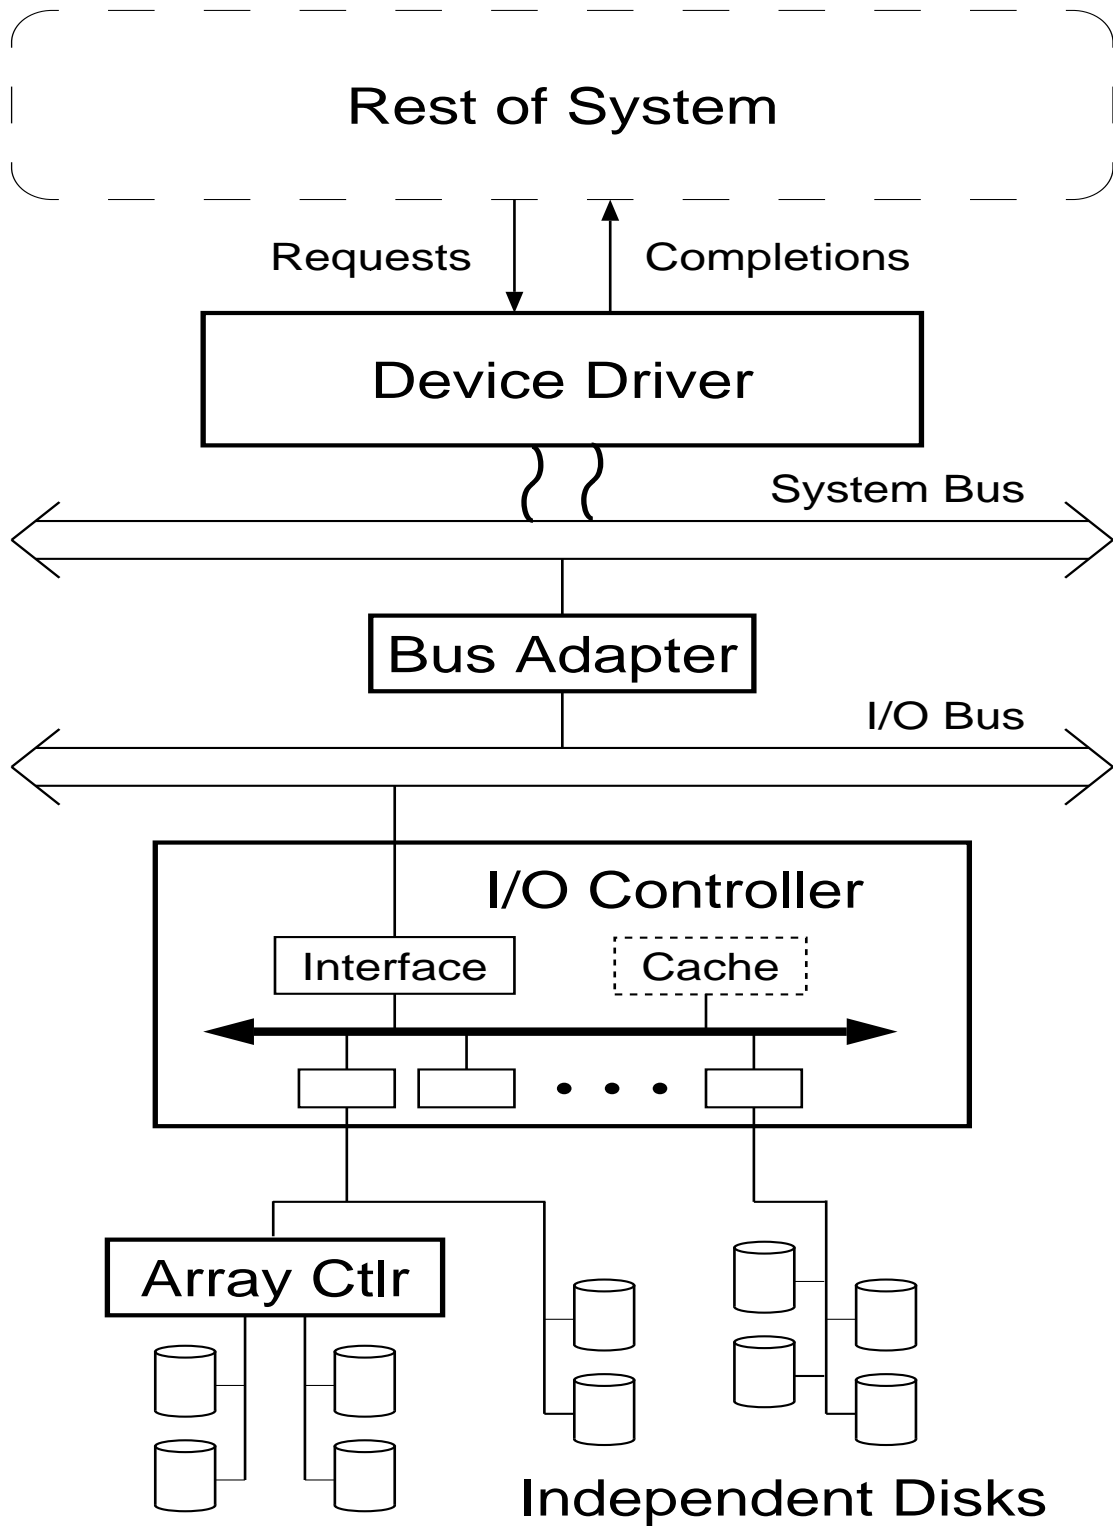 Rest of System
Requests
Completions
Device Driver
System Bus
Bus Adapter
I/O Bus
I/O Controller
Interface
Cache
Array Ctlr
Independent Disks